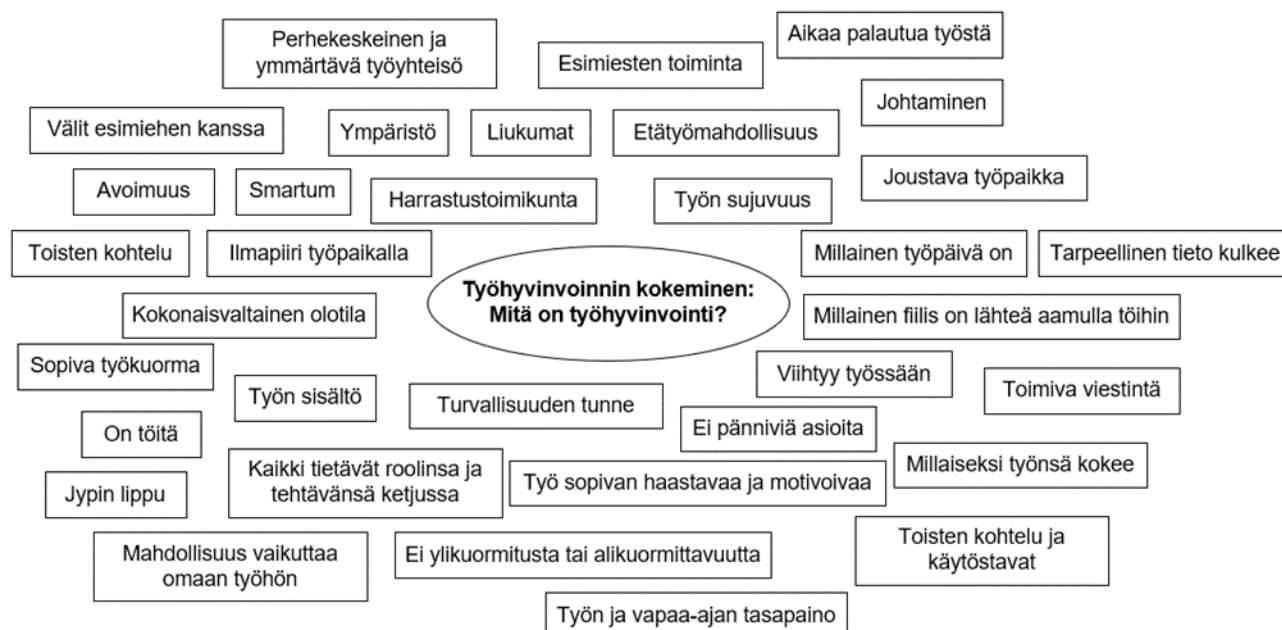 Perhekeskeinen ja
ymmärtävä työyhteisö
Esimiesten toiminta
Aikaa palautua työstä
Johtaminen
Välit esimiehen kanssa
Ympäristö
Liukumat
Etätyömahdollisuus
Joustava työpaikka
Avoimuus
Smartum
Harrastustoimikunta
Työn sujuvuus
Toisten kohtelu
Ilmapiiri työpaikalla
Millainen työpäivä on
Tarpeellinen tieto kulkee
Työhyvinvoinnin kokeminen:
Mitä on työhyvinvointi?
Kokonaisvaltainen olotila
Millainen fiilis on lähteä aamulla töihin
Sopiva työkuorma
Viihtyy työssään
Toimiva viestintä
Työn sisältö
Turvallisuuden tunne
On töitä
Ei pänniviä asioita
Millaiseksi työnsä kokee
Kaikki tietävät roolinsa ja
tehtävänsä ketjussa
Työ sopivan haastavaa ja motivoivaa
Jypin lippu
Toisten kohtelu ja
käytöstavat
Mahdollisuus vaikuttaa
omaan työhön
Ei ylikuormitusta tai alikuormittavuutta
Työn ja vapaa-ajan tasapaino